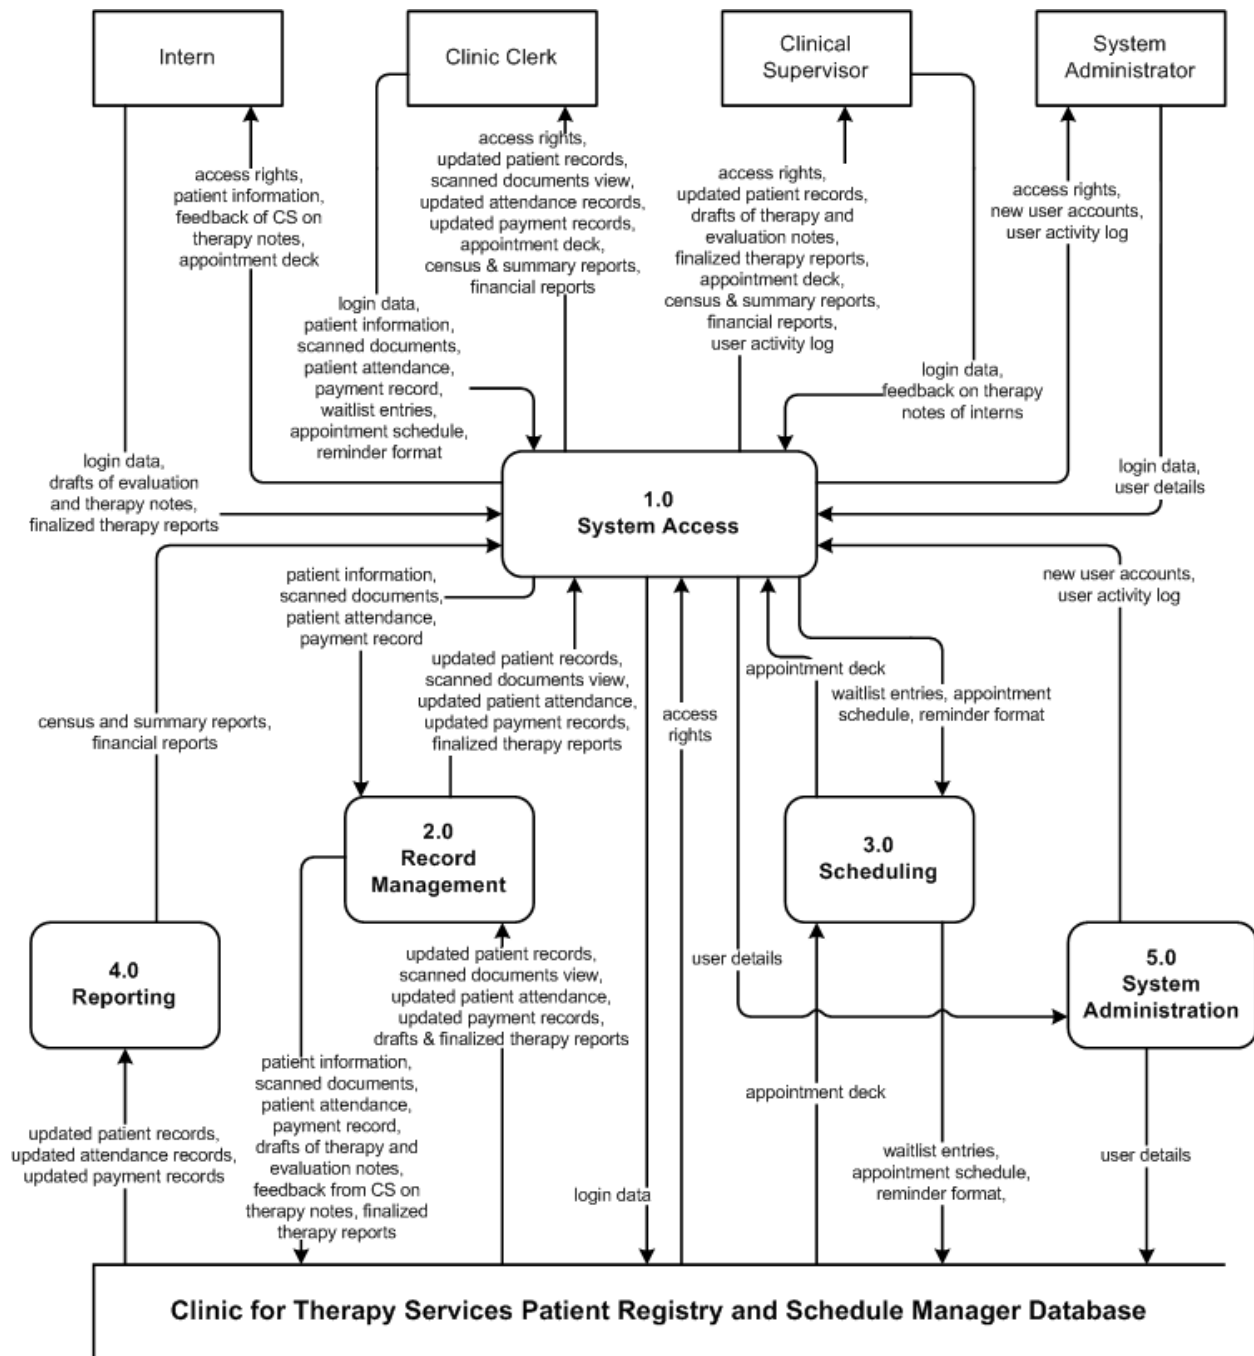 Intern
Clinic Clerk
Clinical
Supervisor
System
Administrator
access rights,
patient information,
feedback of CS on
therapy notes,
appointment deck
access rights,
updated patient records,
scanned documents view,
updated attendance records,
updated payment records,
appointment deck,
census & summary reports,
financial reports
access rights,
updated patient records,
drafts of therapy and
evaluation notes,
finalized therapy reports,
appointment deck,
census & summary reports,
financial reports,
user activity log
access rights,
new user accounts,
user activity log
login data,
patient information,
scanned documents,
patient attendance,
payment record,
waitlist entries,
appointment schedule,
reminder format
login data,
feedback on therapy
notes of interns
login data,
drafts of evaluation
and therapy notes,
finalized therapy reports
login data,
user details
1.0
System Access
patient information,
scanned documents,
patient attendance,
payment record
new user accounts,
user activity log
updated patient records,
scanned documents view,
updated patient attendance,
updated payment records,
finalized therapy reports
appointment deck
waitlist entries, appointment
schedule, reminder format
access
rights
census and summary reports,
financial reports
2.0
Record
Management
3.0
Scheduling
4.0
Reporting
5.0
System
Administration
updated patient records,
scanned documents view,
updated patient attendance,
updated payment records,
drafts & finalized therapy reports
user details
patient information,
scanned documents,
patient attendance,
payment record,
drafts of therapy and
evaluation notes,
feedback from CS on
therapy notes, finalized
therapy reports
appointment deck
updated patient records,
updated attendance records,
updated payment records
waitlist entries,
appointment schedule,
reminder format,
user details
login data
Clinic for Therapy Services Patient Registry and Schedule Manager Database